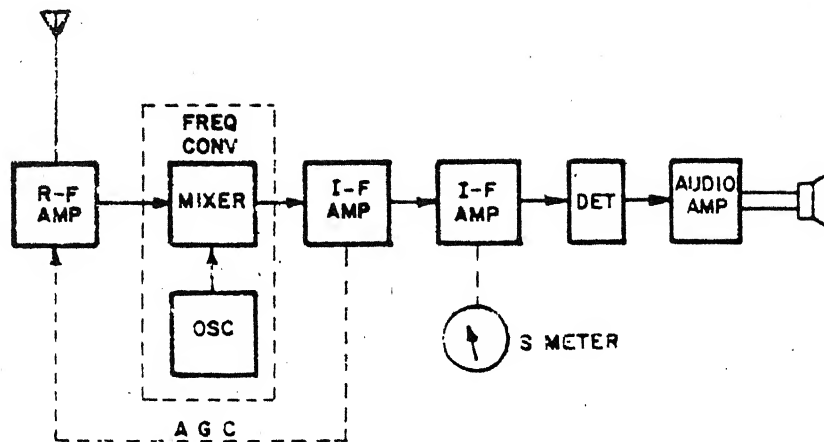 FREQ
CONV
R-F
AMP
MIXER
I-F
AMP
I-F
AMP
DET
AUDIO
AMP
OSC
S METER
A G C